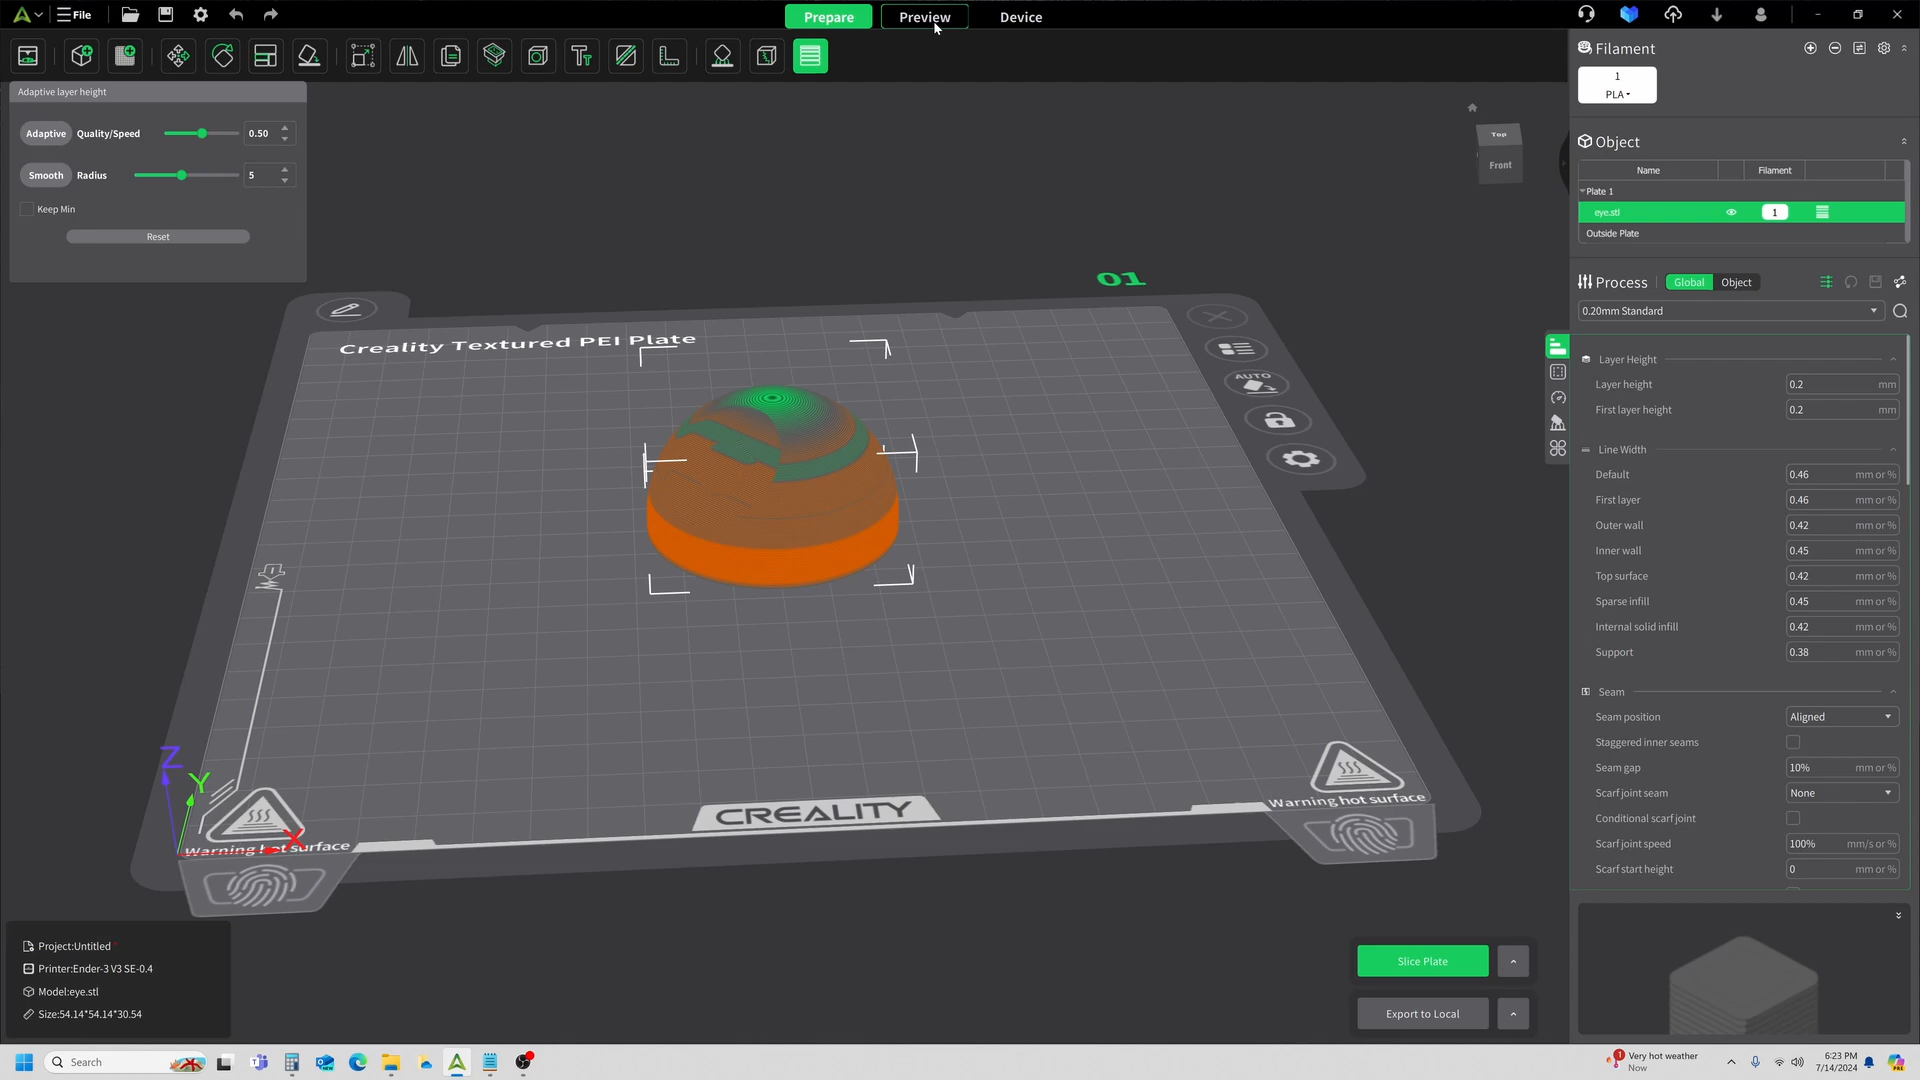 File
Prepare
Preview
Device
Adaptive layer height
Adaptive Quality/Speed 0.50
Smooth Radius 5
Keep Min
Reset
Top
Front
01
Creality Textured PEI Plate
AUTO
Z
Y
X
Warning hot surface
CREALITY
Warning hot surface
Project:Untitled *
Printer:Ender-3 V3 SE-0.4
Model:eye.stl
Size:54.14*54.14*30.54
Slice Plate
Export to Local
Filament
1
PLA
Object
Name Filament
Plate 1
eye.stl 1
Outside Plate
Process Global Object
0.20mm Standard
Layer Height
Layer height 0.2 mm
First layer height 0.2 mm
Line Width
Default 0.46 mm or %
First layer 0.46 mm or %
Outer wall 0.42 mm or %
Inner wall 0.45 mm or %
Top surface 0.42 mm or %
Sparse infill 0.45 mm or %
Internal solid infill 0.42 mm or %
Support 0.38 mm or %
Seam
Seam position Aligned
Staggered inner seams
Seam gap 10% mm or %
Scarf joint seam None
Conditional scarf joint
Scarf joint speed 100% mm/s or %
Scarf start height 0 mm or %
Search
NEW
1
Very hot weather
Now
6:23 PM
7/14/2024
PRE